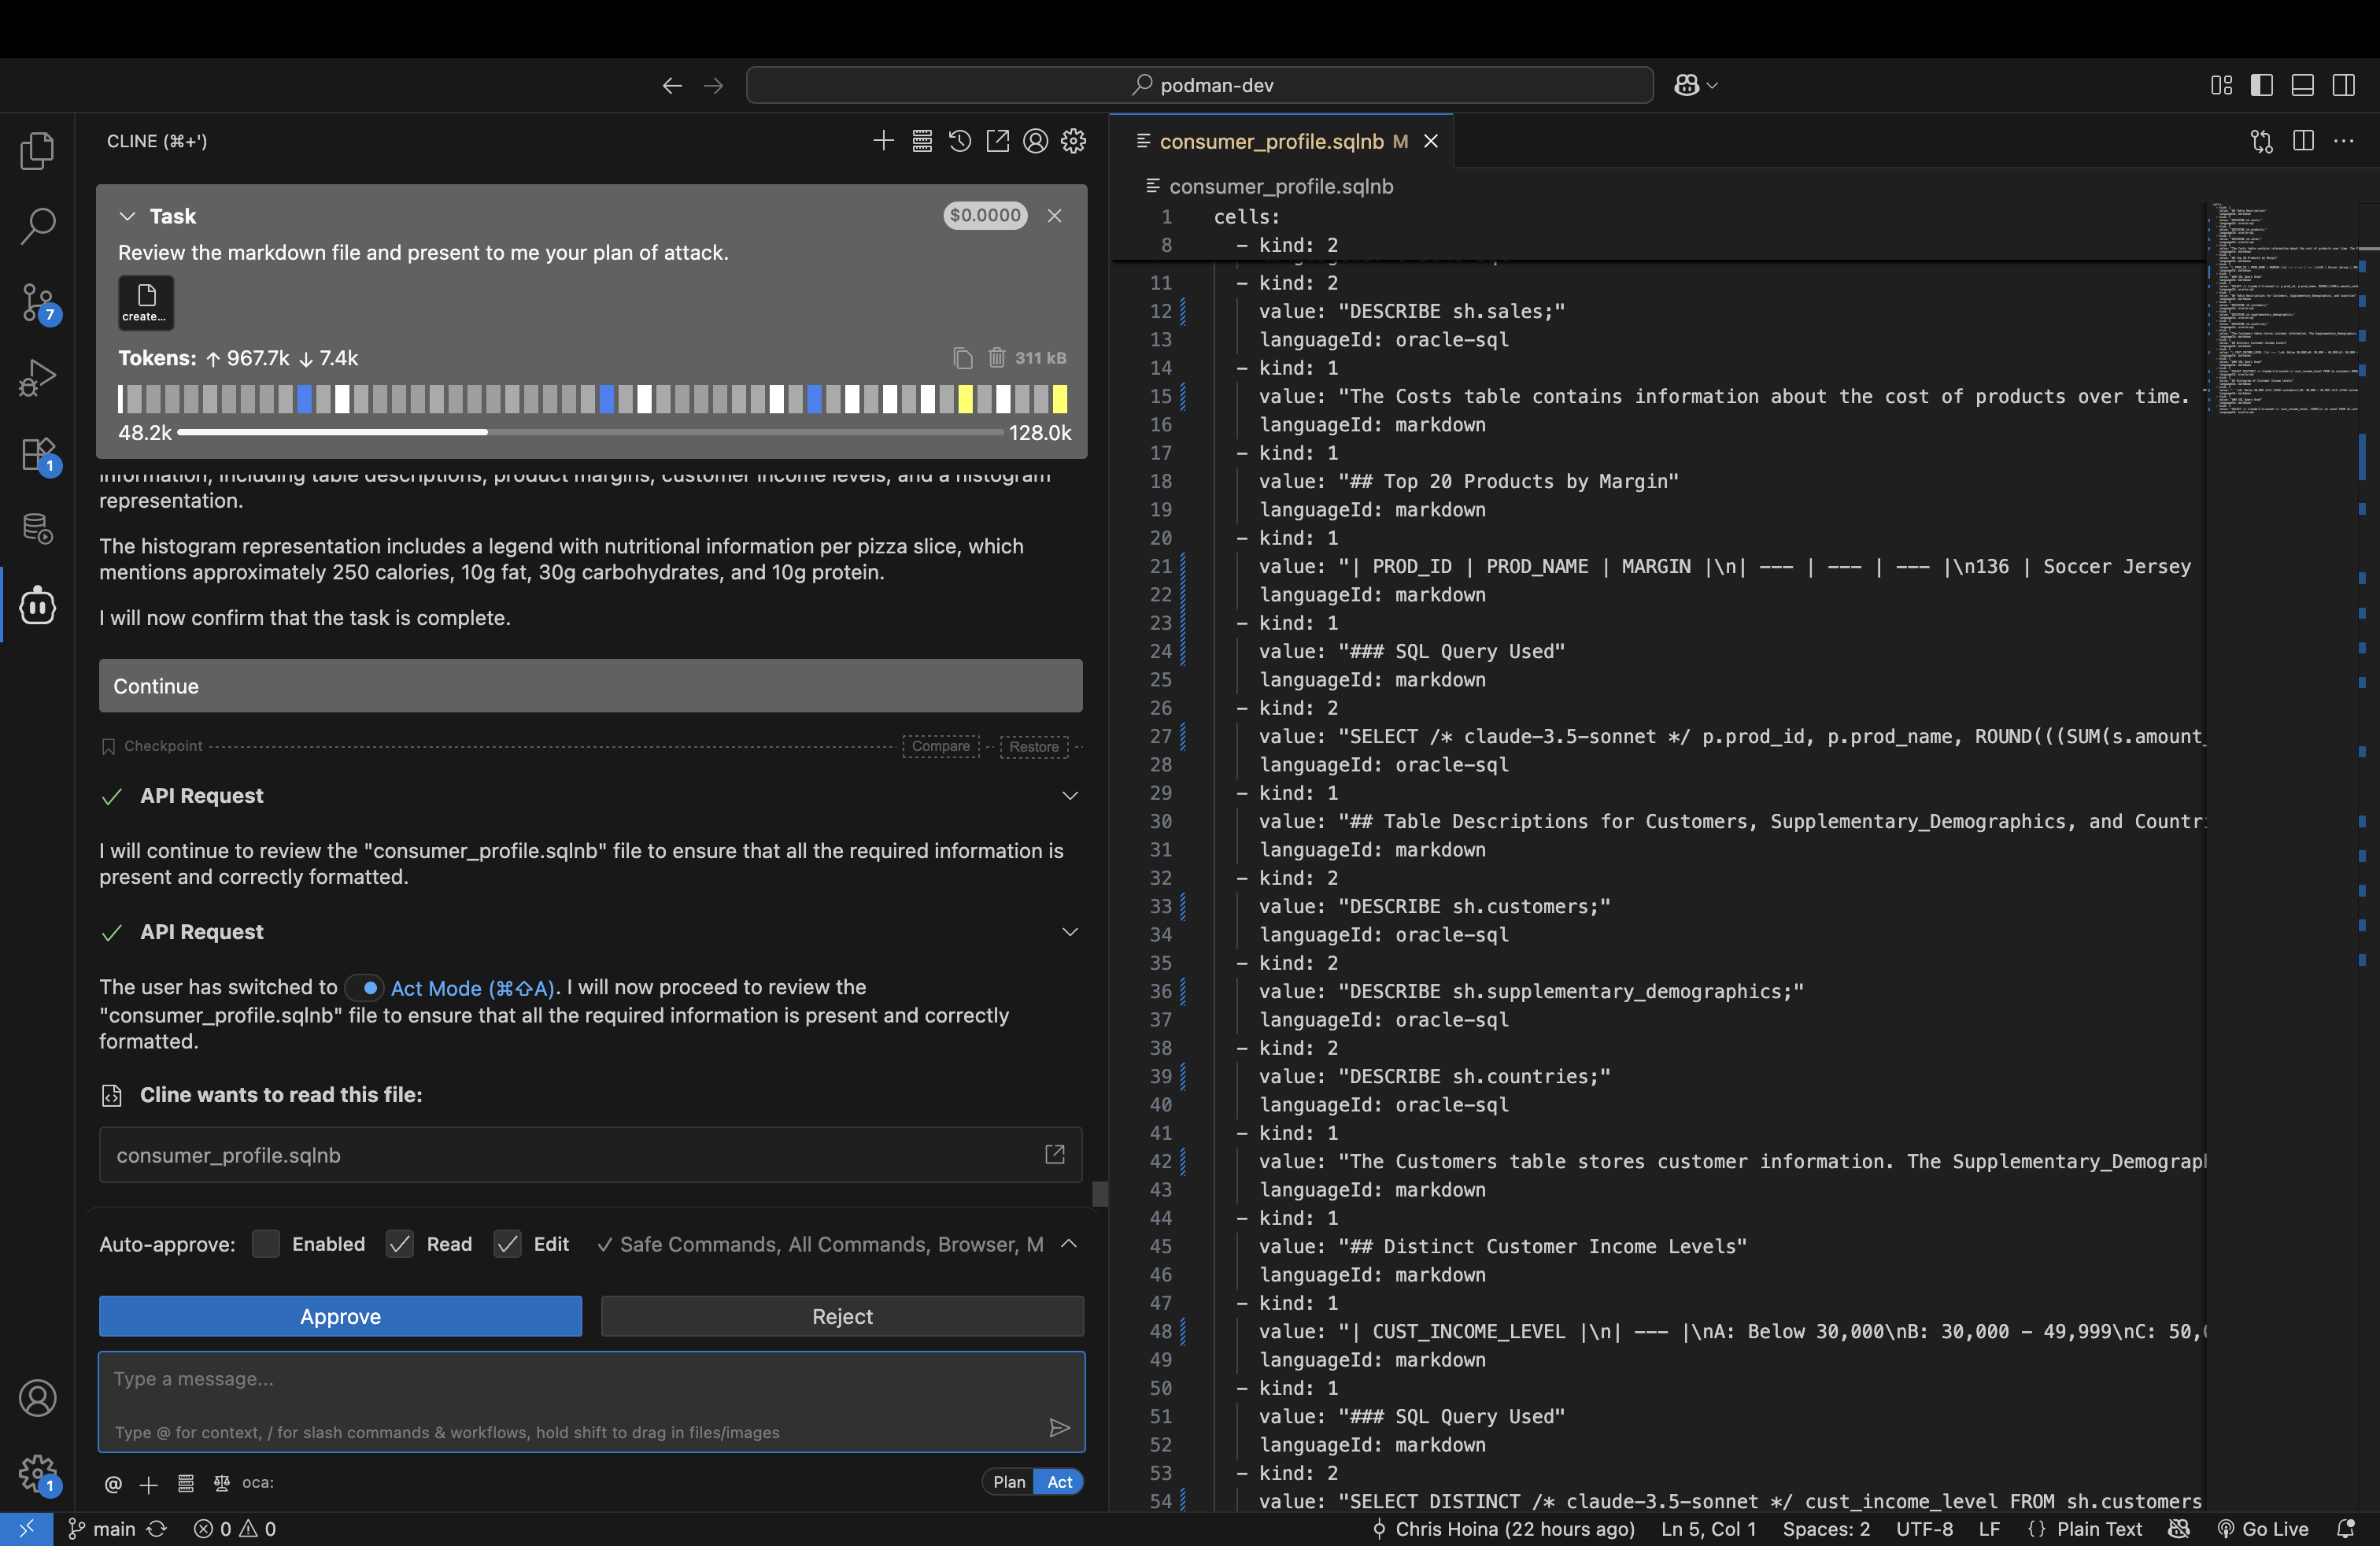 podman-dev
CLINE (⌘+')
Task
$0.0000
Review the markdown file and present to me your plan of attack.
create...
Tokens: ↑ 967.7k ↓ 7.4k
311 kB
48.2k
128.0k
information, including table descriptions, product margins, customer income levels, and a histogram
representation.
The histogram representation includes a legend with nutritional information per pizza slice, which
mentions approximately 250 calories, 10g fat, 30g carbohydrates, and 10g protein.
I will now confirm that the task is complete.
Continue
Checkpoint
Compare
Restore
API Request
I will continue to review the "consumer_profile.sqlnb" file to ensure that all the required information is
present and correctly formatted.
API Request
The user has switched to Act Mode (⌘⇧A). I will now proceed to review the
"consumer_profile.sqlnb" file to ensure that all the required information is present and correctly
formatted.
Cline wants to read this file:
consumer_profile.sqlnb
Auto-approve: Enabled Read Edit ✓ Safe Commands, All Commands, Browser, M
Approve
Reject
Type a message...
Type @ for context, / for slash commands & workflows, hold shift to drag in files/images
@ + oca:
Plan Act
7
1
1
consumer_profile.sqlnb M
consumer_profile.sqlnb
1 cells:
8 - kind: 2
11 - kind: 2
12 value: "DESCRIBE sh.sales;"
13 languageId: oracle-sql
14 - kind: 1
15 value: "The Costs table contains information about the cost of products over time.
16 languageId: markdown
17 - kind: 1
18 value: "## Top 20 Products by Margin"
19 languageId: markdown
20 - kind: 1
21 value: "| PROD_ID | PROD_NAME | MARGIN |\n| --- | --- | --- |\n136 | Soccer Jersey
22 languageId: markdown
23 - kind: 1
24 value: "### SQL Query Used"
25 languageId: markdown
26 - kind: 2
27 value: "SELECT /* claude-3.5-sonnet */ p.prod_id, p.prod_name, ROUND(((SUM(s.amount_
28 languageId: oracle-sql
29 - kind: 1
30 value: "## Table Descriptions for Customers, Supplementary_Demographics, and Countri
31 languageId: markdown
32 - kind: 2
33 value: "DESCRIBE sh.customers;"
34 languageId: oracle-sql
35 - kind: 2
36 value: "DESCRIBE sh.supplementary_demographics;"
37 languageId: oracle-sql
38 - kind: 2
39 value: "DESCRIBE sh.countries;"
40 languageId: oracle-sql
41 - kind: 1
42 value: "The Customers table stores customer information. The Supplementary_Demograph
43 languageId: markdown
44 - kind: 1
45 value: "## Distinct Customer Income Levels"
46 languageId: markdown
47 - kind: 1
48 value: "| CUST_INCOME_LEVEL |\n| --- |\nA: Below 30,000\nB: 30,000 - 49,999\nC: 50,0
49 languageId: markdown
50 - kind: 1
51 value: "### SQL Query Used"
52 languageId: markdown
53 - kind: 2
54 value: "SELECT DISTINCT /* claude-3.5-sonnet */ cust_income_level FROM sh.customers
main 0 0
Chris Hoina (22 hours ago) Ln 5, Col 1 Spaces: 2 UTF-8 LF {} Plain Text Go Live